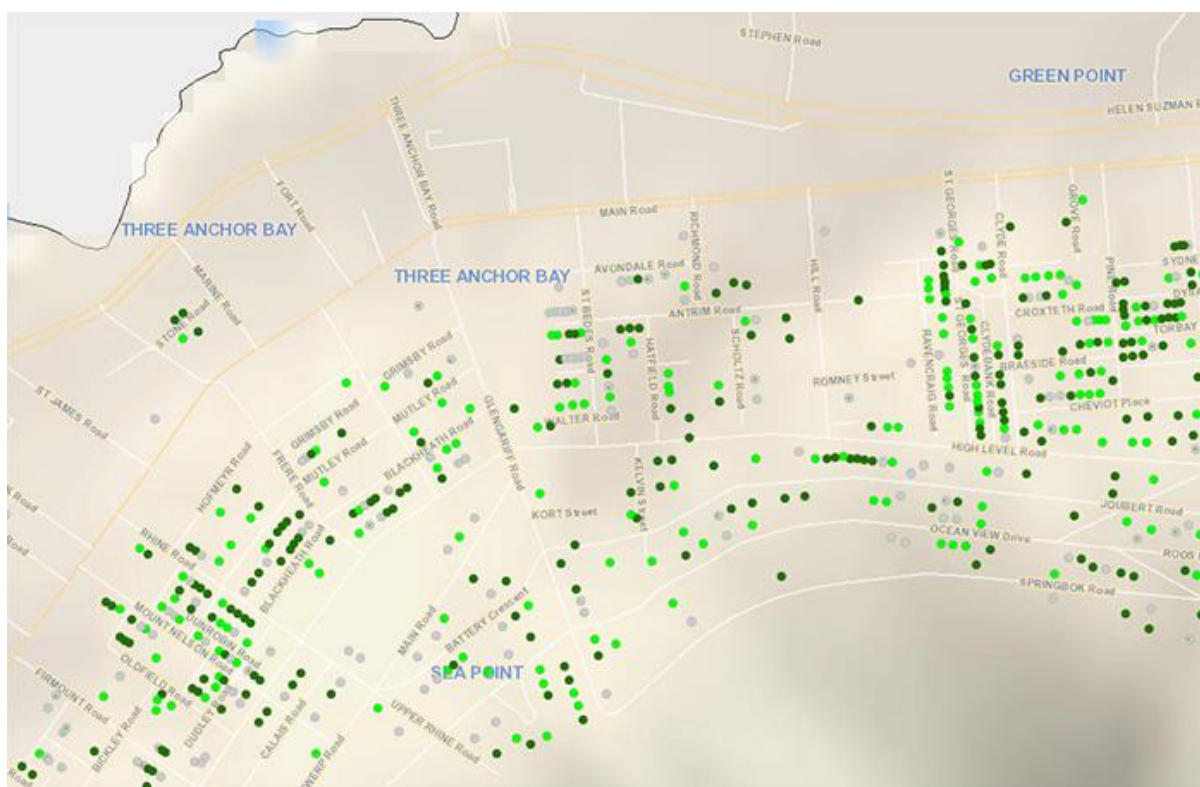 STEPHEN Road
GREEN POINT
HELEN SUZMAN
THREE ANCHOR BAY Road
FORT Road
MAIN Road
RICHMOND Road
ST GEORGES Road
CLYDE Road
GROVE Road
THREE ANCHOR BAY
THREE ANCHOR BAY
AVONDALE Road
HILL Road
SYDNE
MARINE Road
ST BEDES Road
ANTRIM Road
CROXTETH Road
TORBAY
STONE Road
HATFIELD Road
SCHOLTZ Road
RAVENSCRAIG Road
ST GEORGES Road
CLYDEBANK Road
BRAESIDE Road
GRIMSBY Road
ROMNEY Street
CHEVIOT Place
ST JAMES Road
MUTLEY Road
GLENGARIFF Road
WALTER Road
GRIMSBY Road
MUTLEY Road
BLACKHEATH Road
HIGH LEVEL Road
HOFMEYR Road
FRERE Road
KELVIN Street
KORT Street
JOUBERT Road
RHINE Road
BLACKHEATH Road
OCEAN VIEW Drive
ROOS
SPRINGBOK Road
MOUNT NELSON Road
DUNROBIN Road
MAIN Road
BATTERY Crescent
OLDFIELD Road
SEA POINT
FIRMOUNT Road
BICKLEY Road
DUDLEY
CALAIS Road
UPPER RHINE Road
Road
Road